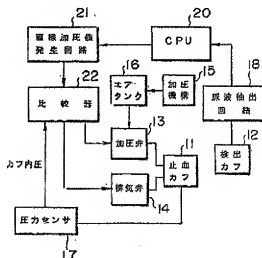 21
直線加圧値
発生回路
20
CPU
22
比較器
16
エア
タンク
15
加圧
機構
18
脈波検出
回路
13
加圧弁
11
止血
カフ
12
検出
カフ
カフ内圧
排気弁
14
圧力センサ
17